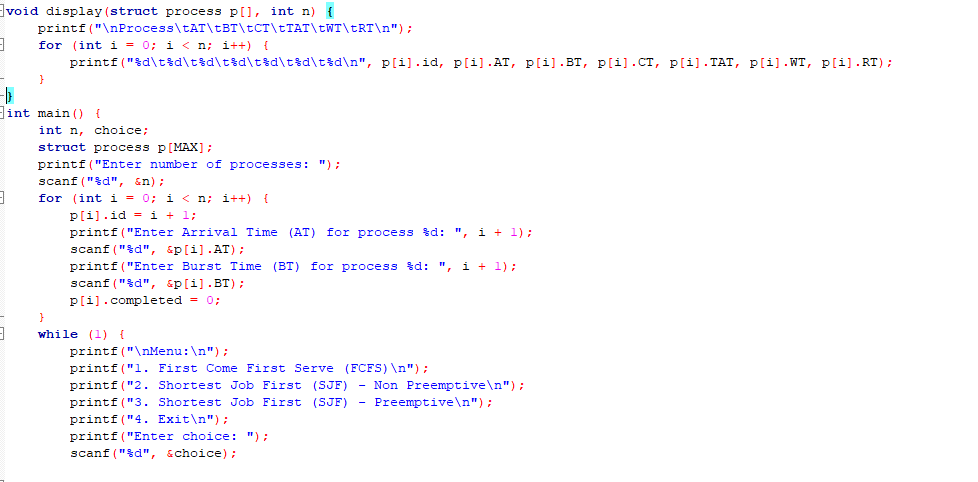 void display(struct process p[], int n) {
    printf("\nProcess\tAT\tBT\tCT\tTAT\tWT\tRT\n");
    for (int i = 0; i < n; i++) {
        printf("%d\t%d\t%d\t%d\t%d\t%d\t%d\n", p[i].id, p[i].AT, p[i].BT, p[i].CT, p[i].TAT, p[i].WT, p[i].RT);
    }
}
int main() {
    int n, choice;
    struct process p[MAX];
    printf("Enter number of processes: ");
    scanf("%d", &n);
    for (int i = 0; i < n; i++) {
        p[i].id = i + 1;
        printf("Enter Arrival Time (AT) for process %d: ", i + 1);
        scanf("%d", &p[i].AT);
        printf("Enter Burst Time (BT) for process %d: ", i + 1);
        scanf("%d", &p[i].BT);
        p[i].completed = 0;
    }
    while (1) {
        printf("\nMenu:\n");
        printf("1. First Come First Serve (FCFS)\n");
        printf("2. Shortest Job First (SJF) - Non Preemptive\n");
        printf("3. Shortest Job First (SJF) - Preemptive\n");
        printf("4. Exit\n");
        printf("Enter choice: ");
        scanf("%d", &choice);